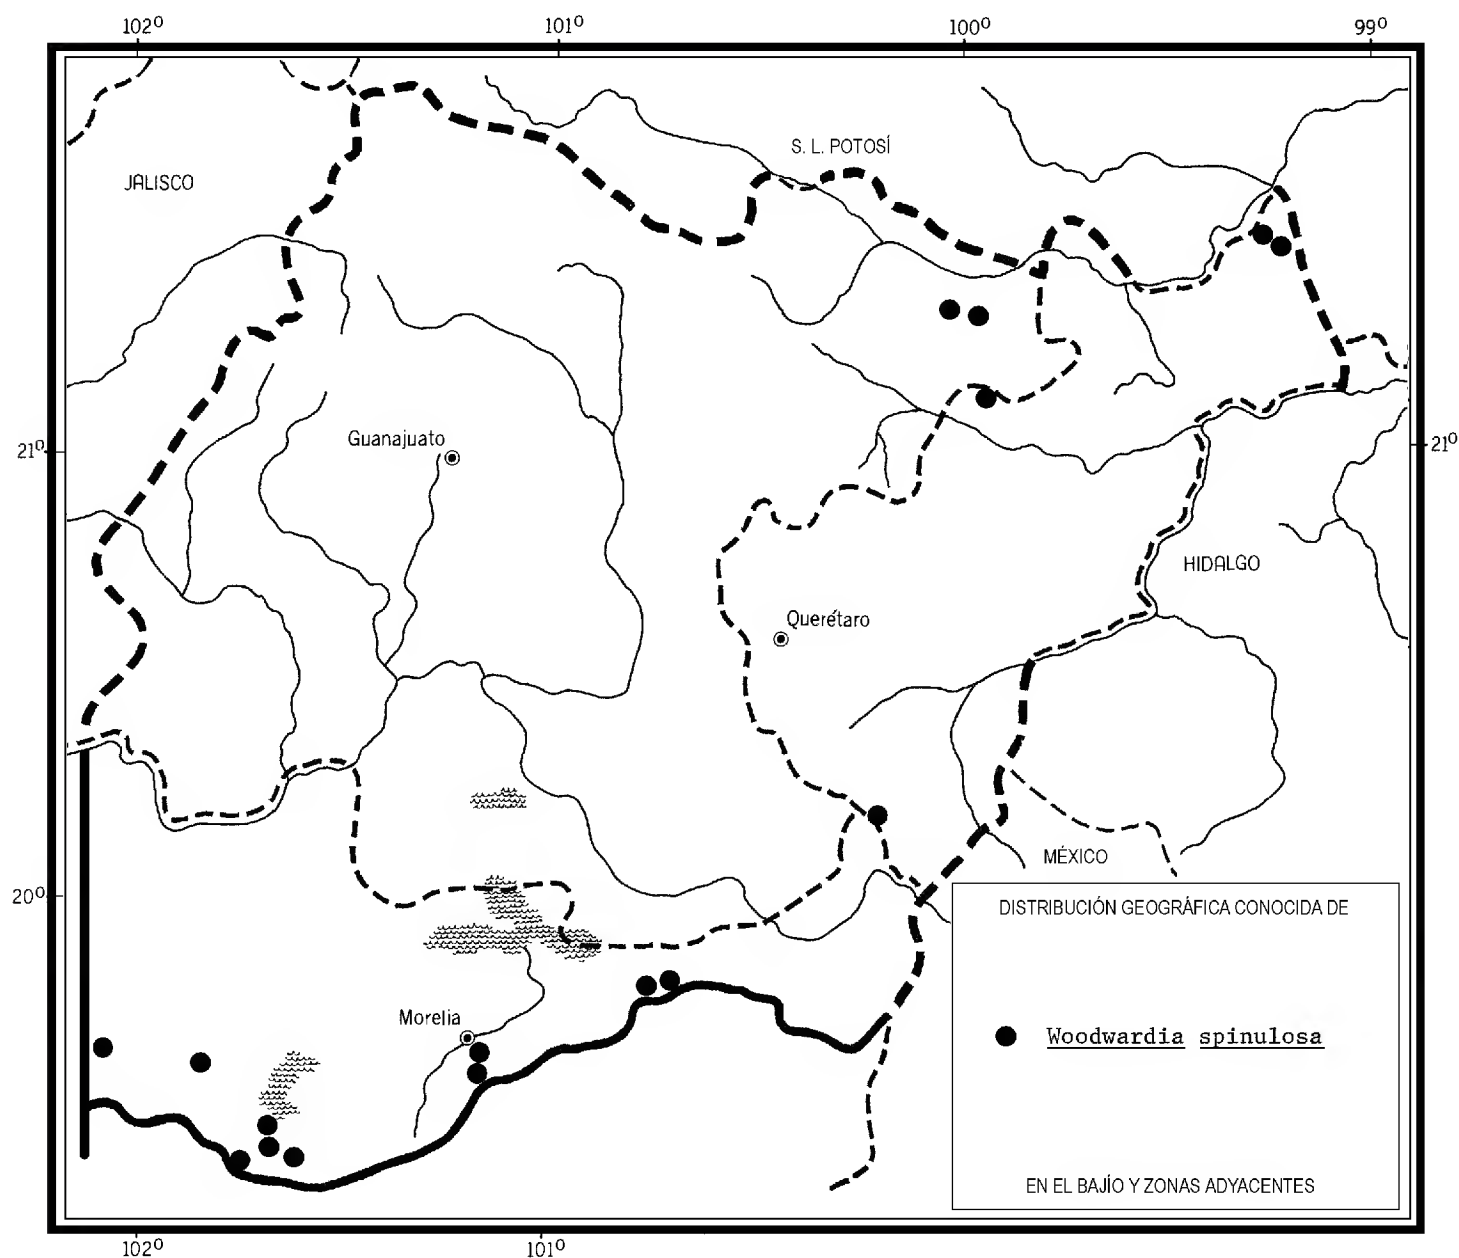 102º 101º 100º 99º
S. L. POTOSÍ
JALISCO
Guanajuato
21º 21º
HIDALGO
Querétaro
MÉXICO
20º
DISTRIBUCIÓN GEOGRÁFICA CONOCIDA DE
Morelia
Woodwardia spinulosa
EN EL BAJÍO Y ZONAS ADYACENTES
102º 101º